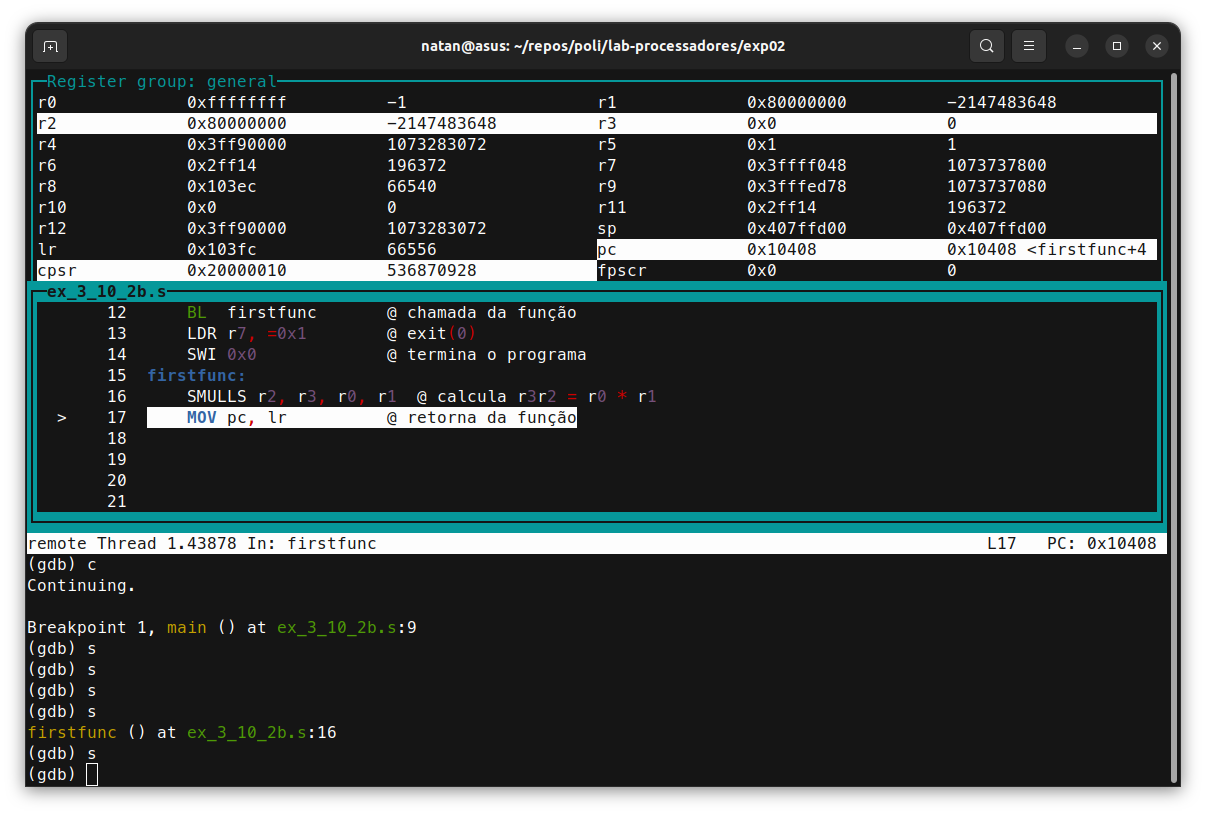 natan@asus: ~/repos/poli/lab-processadores/exp02
Register group: general
r0 0xffffffff -1 r1 0x80000000 -2147483648
r2 0x80000000 -2147483648 r3 0x0 0
r4 0x3ff90000 1073283072 r5 0x1 1
r6 0x2ff14 196372 r7 0x3ffff048 1073737800
r8 0x103ec 66540 r9 0x3fffed78 1073737080
r10 0x0 0 r11 0x2ff14 196372
r12 0x3ff90000 1073283072 sp 0x407ffd00 0x407ffd00
lr 0x103fc 66556 pc 0x10408 0x10408 <firstfunc+4
cpsr 0x20000010 536870928 fpscr 0x0 0
ex_3_10_2b.s
12 BL firstfunc @ chamada da função
13 LDR r7, =0x1 @ exit(0)
14 SWI 0x0 @ termina o programa
15 firstfunc:
16 SMULLS r2, r3, r0, r1 @ calcula r3r2 = r0 * r1
> 17 MOV pc, lr @ retorna da função
18
19
20
21
remote Thread 1.43878 In: firstfunc L17 PC: 0x10408
(gdb) c
Continuing.
Breakpoint 1, main () at ex_3_10_2b.s:9
(gdb) s
(gdb) s
(gdb) s
(gdb) s
firstfunc () at ex_3_10_2b.s:16
(gdb) s
(gdb)